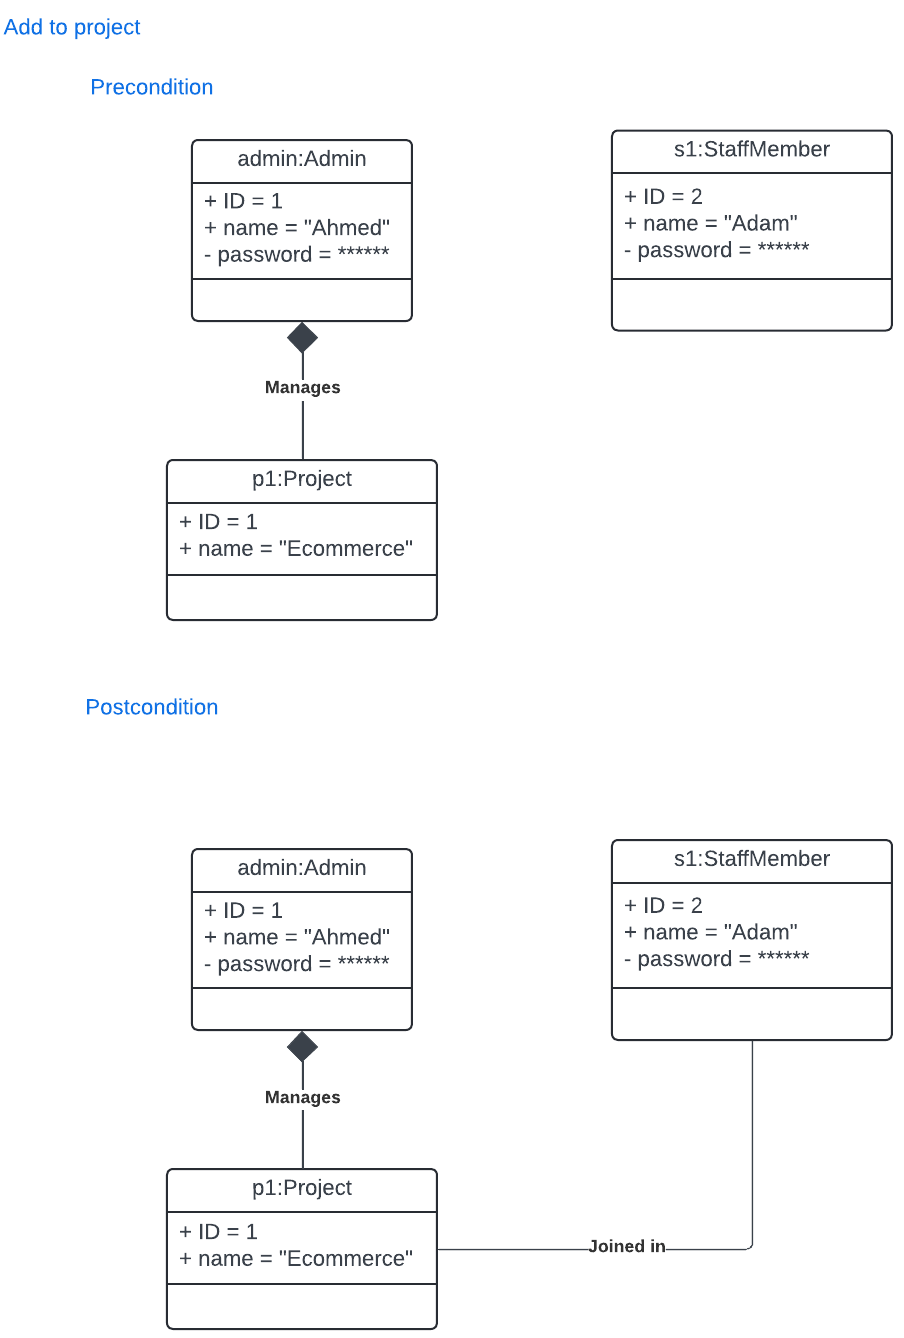 Add to project
Precondition
admin:Admin
+ ID = 1
+ name = "Ahmed"
- password = ******
s1:StaffMember
+ ID = 2
+ name = "Adam"
- password = ******
Manages
p1:Project
+ ID = 1
+ name = "Ecommerce"
Postcondition
admin:Admin
+ ID = 1
+ name = "Ahmed"
- password = ******
s1:StaffMember
+ ID = 2
+ name = "Adam"
- password = ******
Manages
p1:Project
+ ID = 1
+ name = "Ecommerce"
Joined in